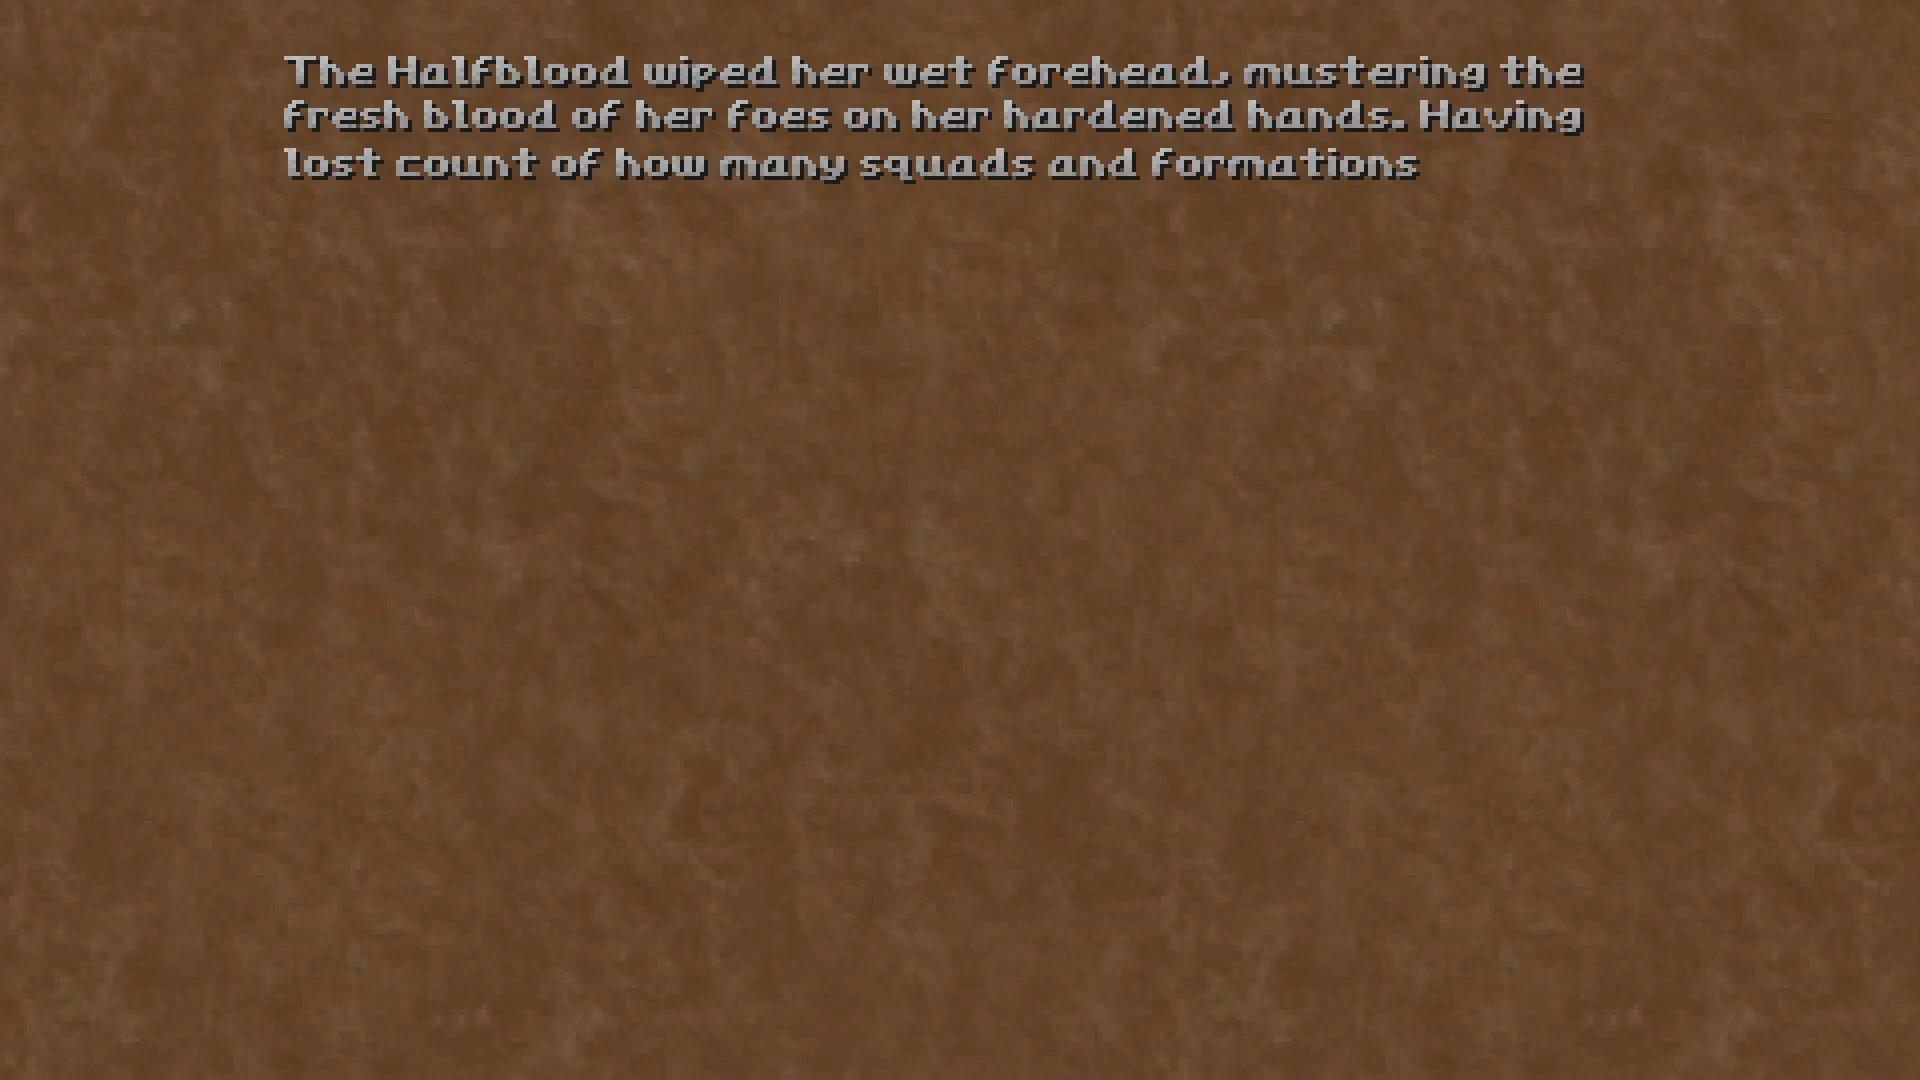 The Halfblood wiped her wet forehead, mustering the
fresh blood of her foes on her hardened hands. Having
lost count of how many squads and formations